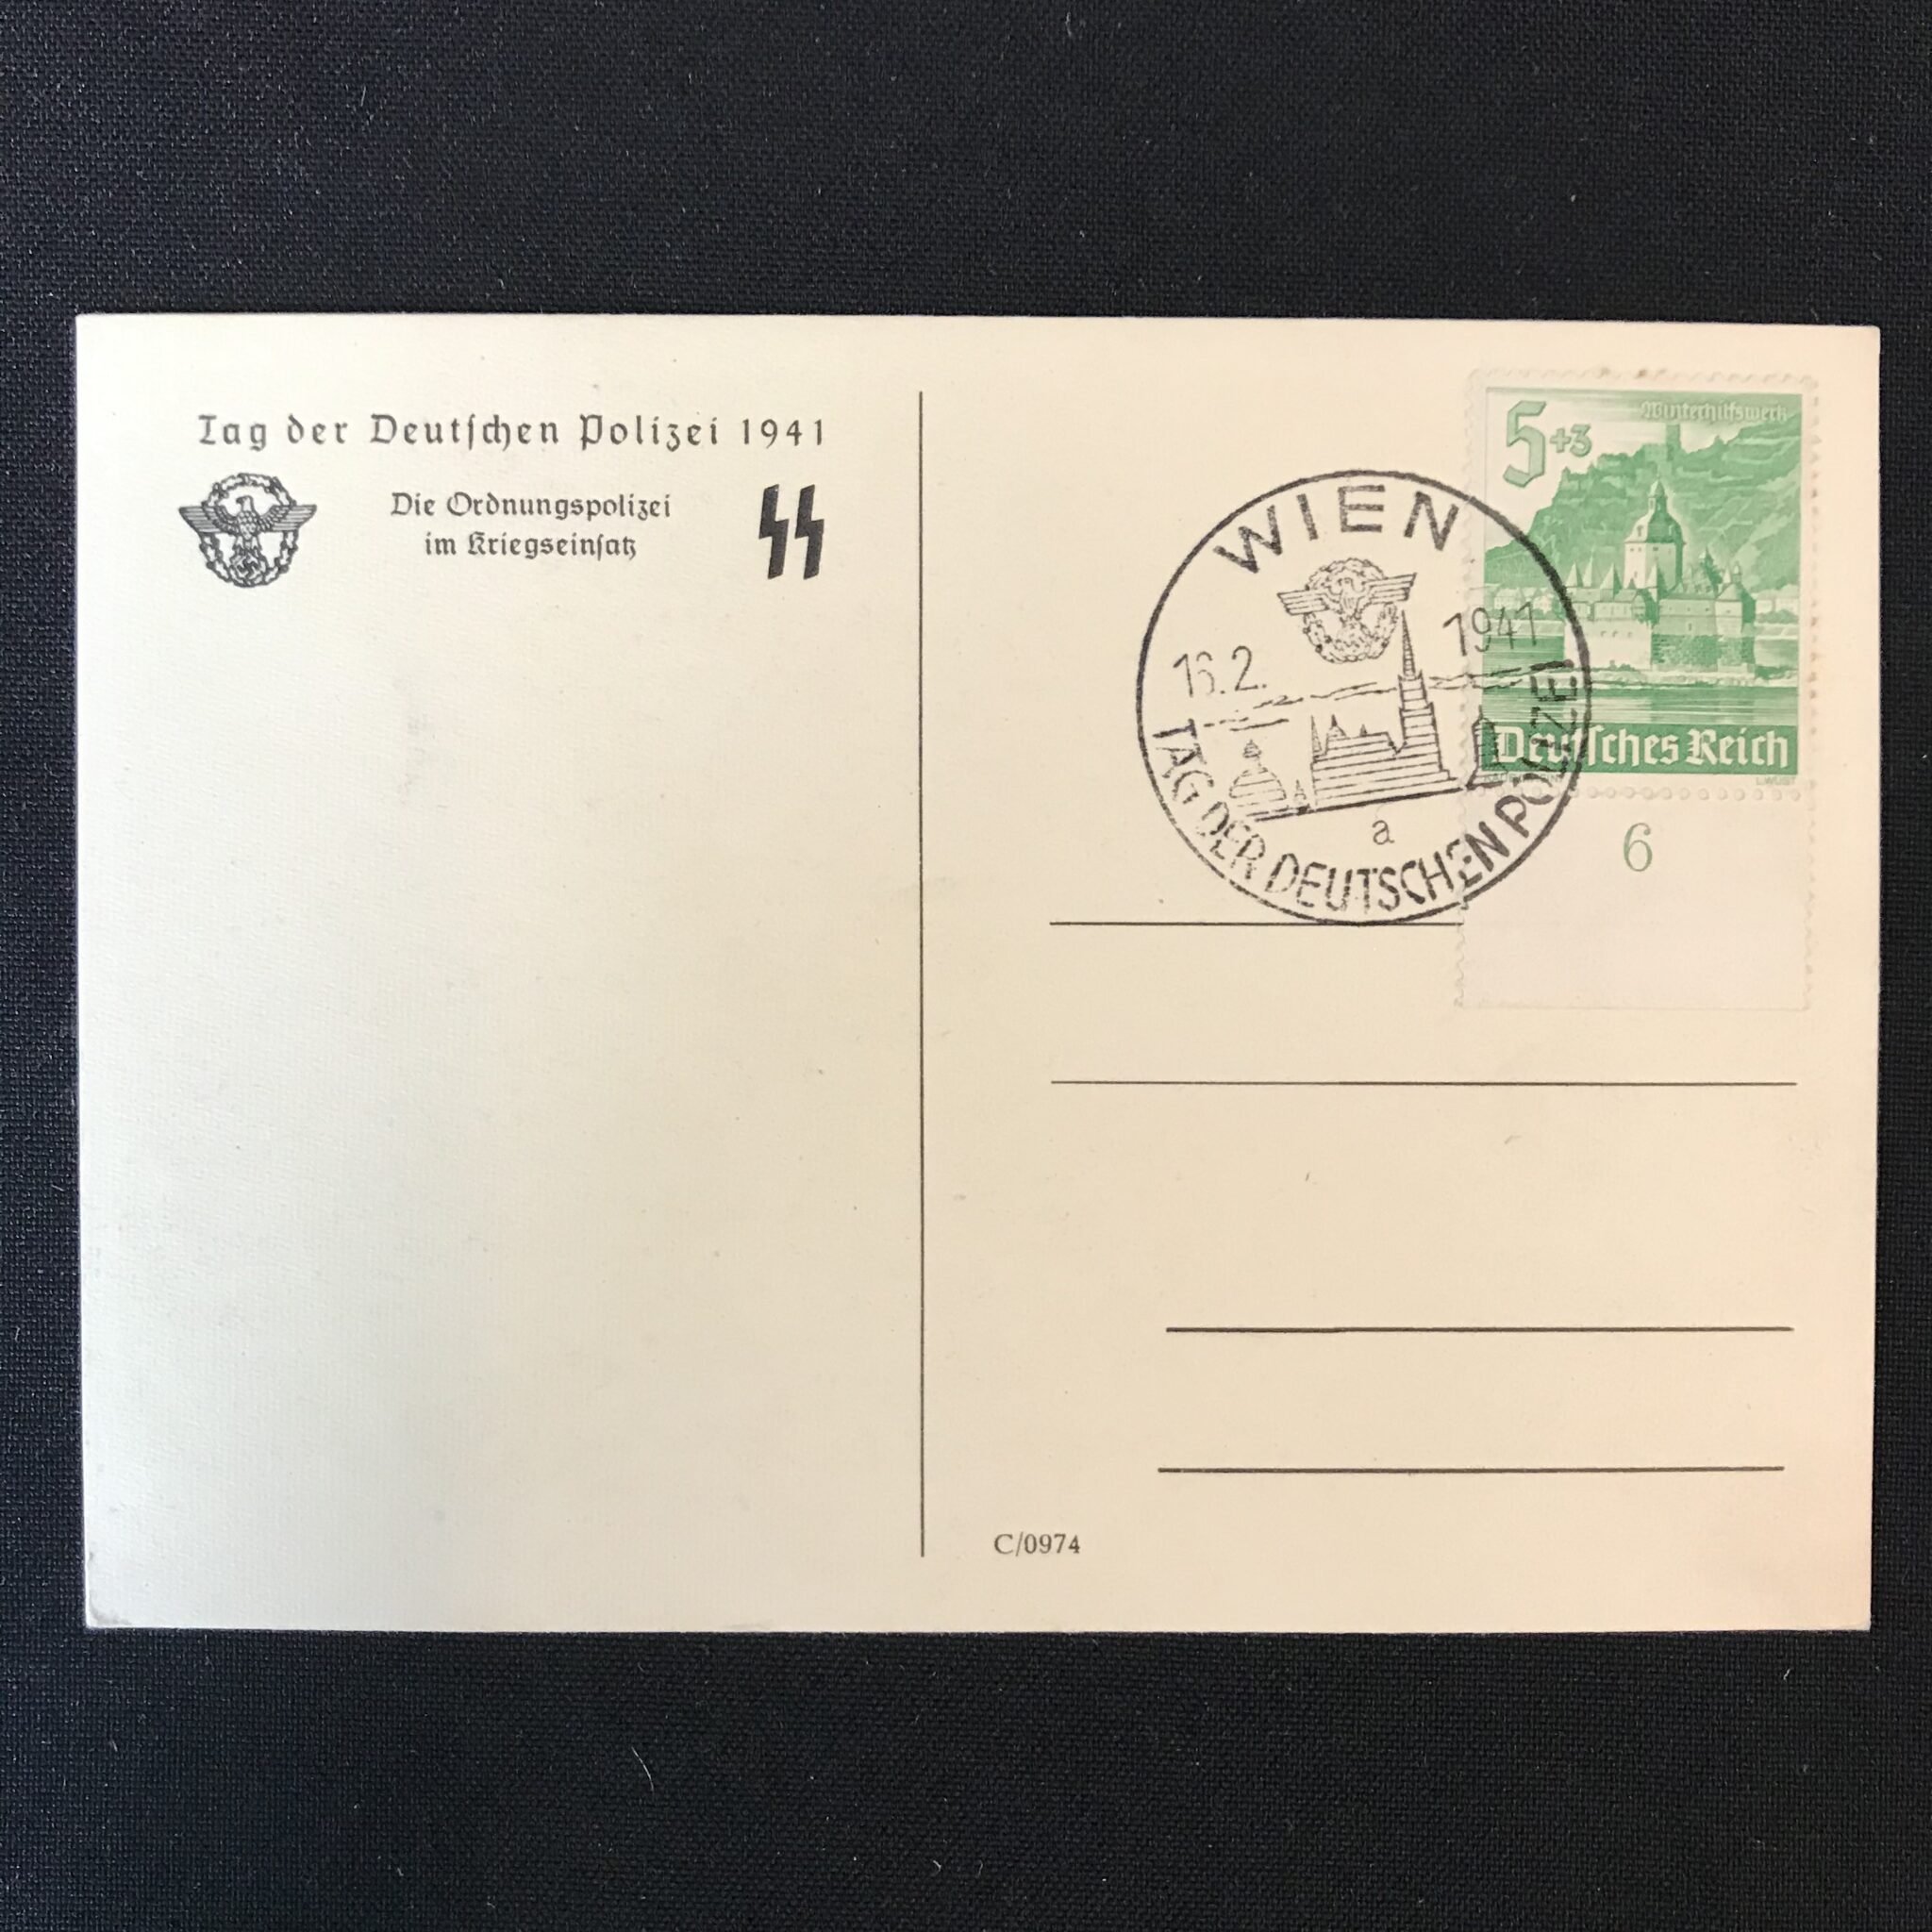 Tag der Deutſchen Polizei 1941
Die Ordnungspolizei
im Kriegseinſatz
WIEN
16.2. 1941
a
TAG DER DEUTSCHEN POLIZEI
5+3
Winterhilfswerk
Deutſches Reich
6
C/0974